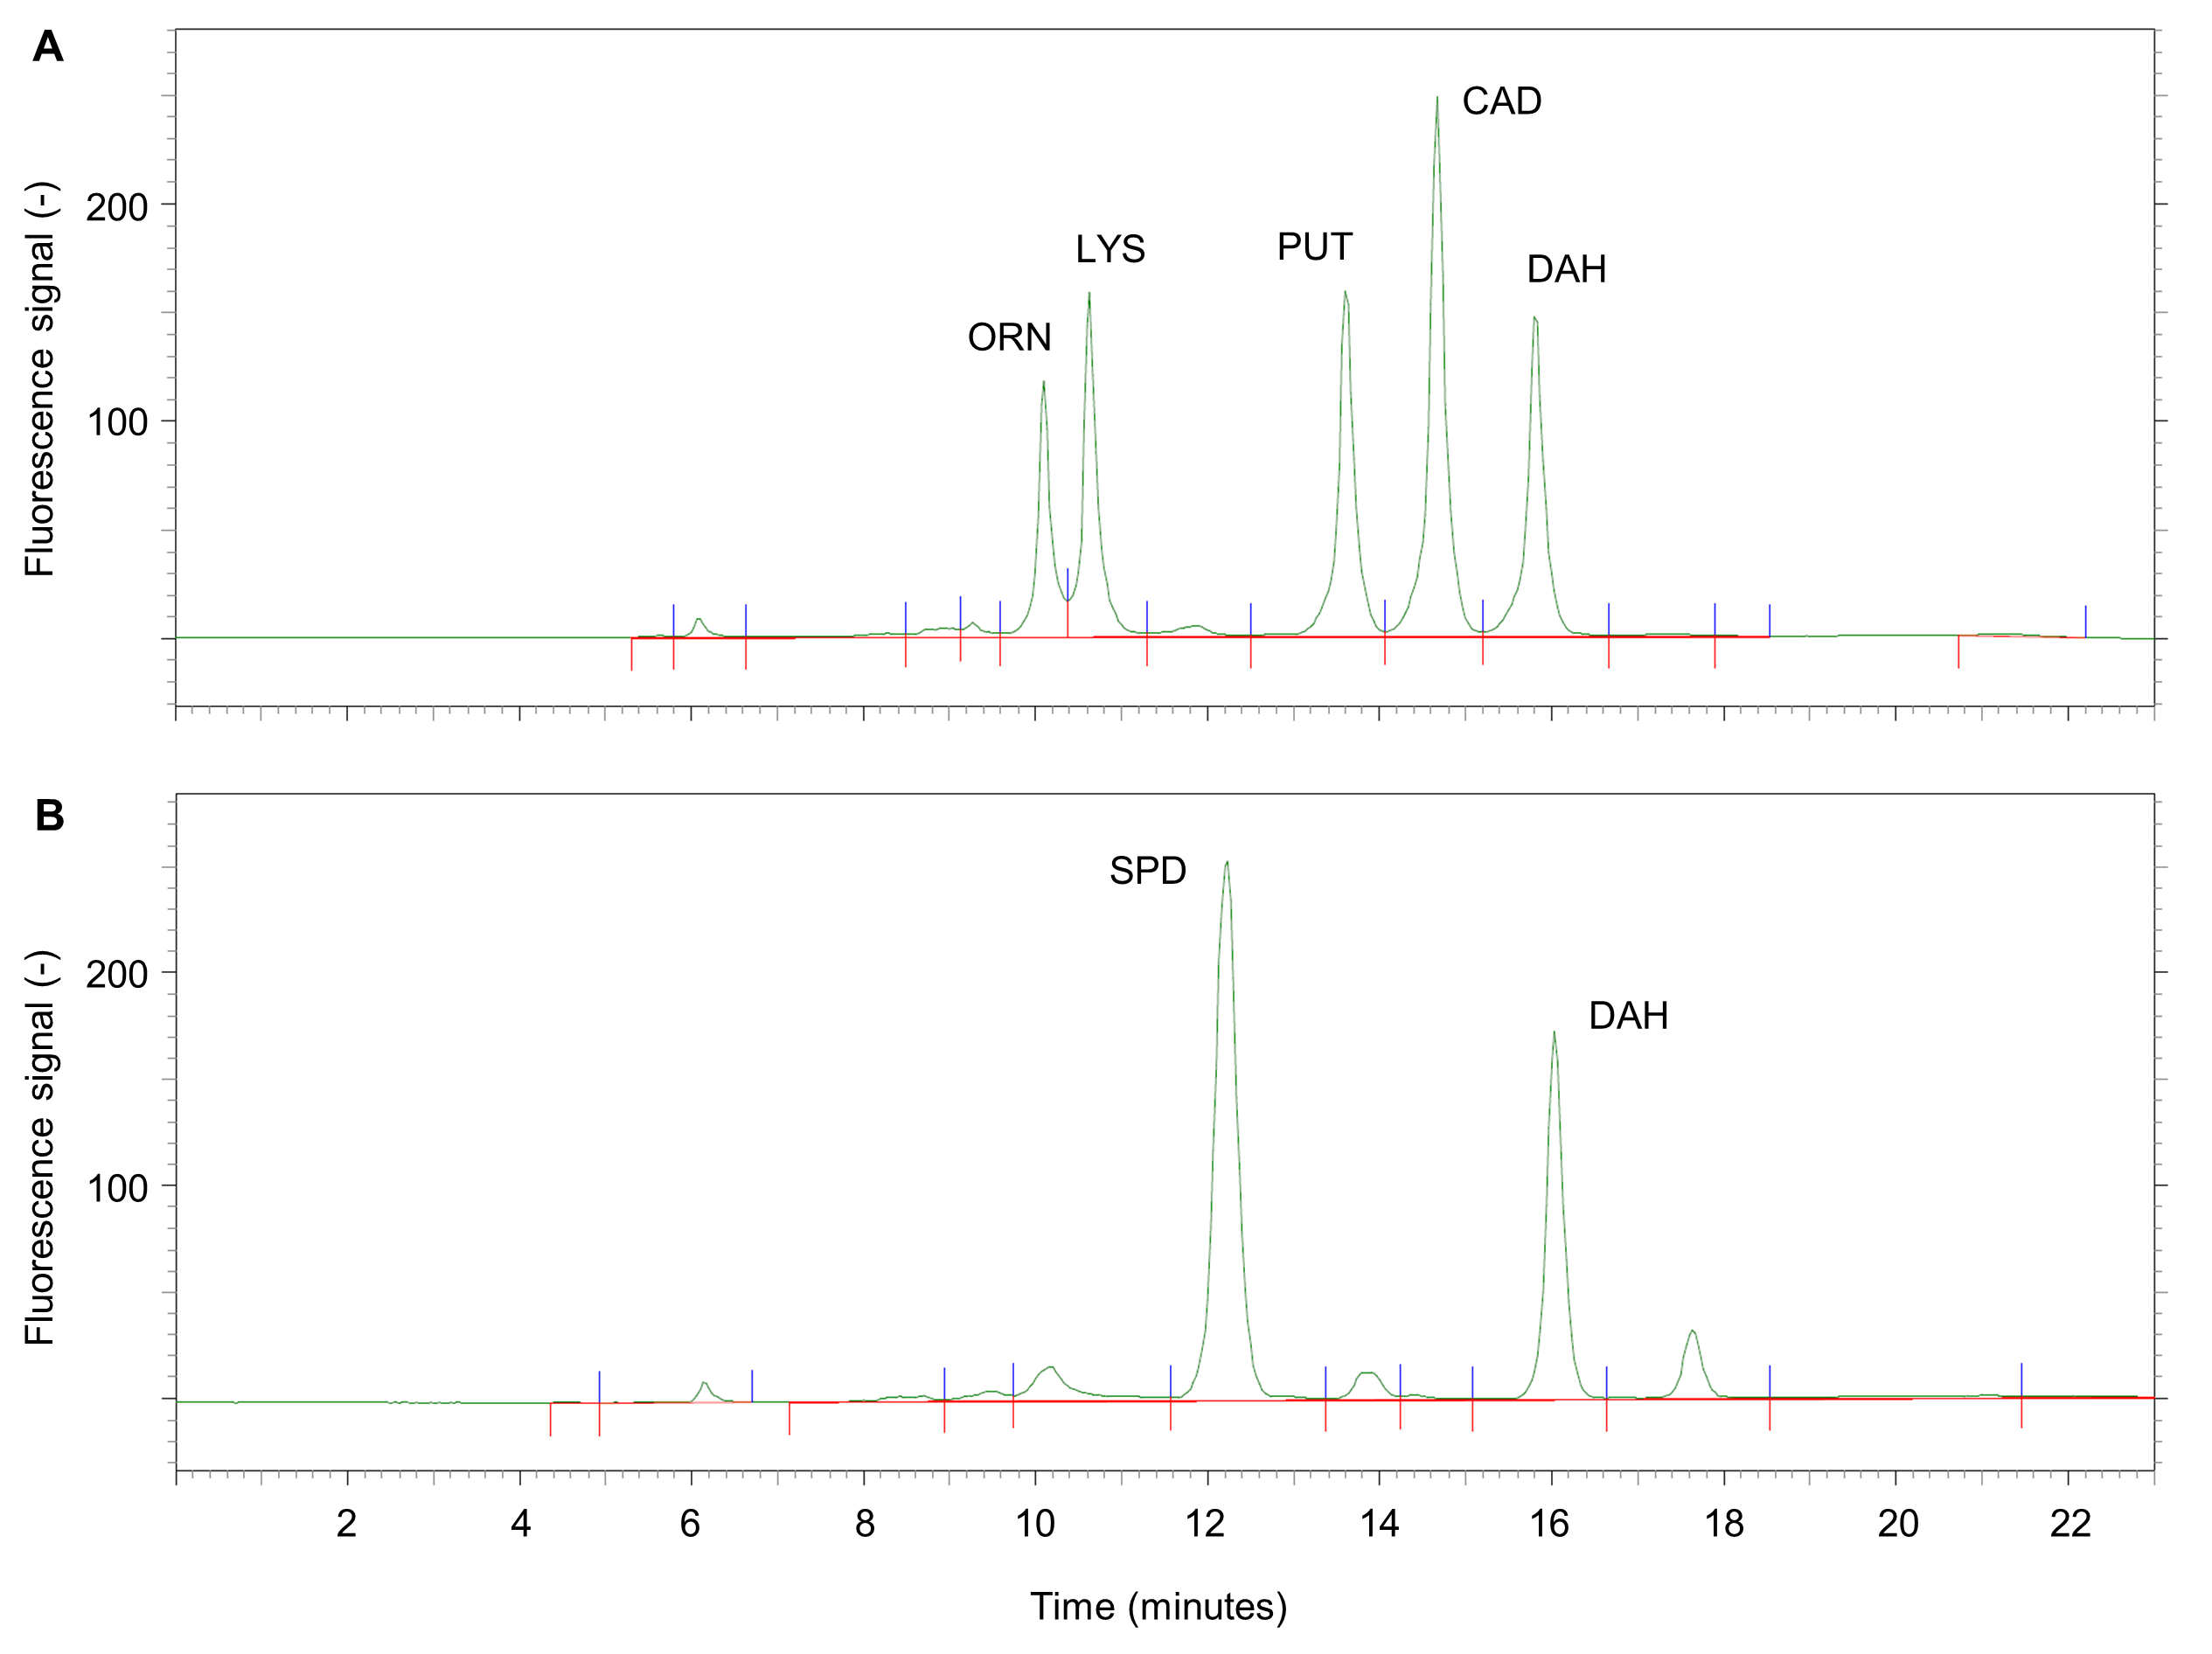 A
Fluorescence signal (-)
200
100
ORN
LYS
PUT
CAD
DAH
B
Fluorescence signal (-)
200
100
SPD
DAH
2 4 6 8 10 12 14 16 18 20 22
Time (minutes)